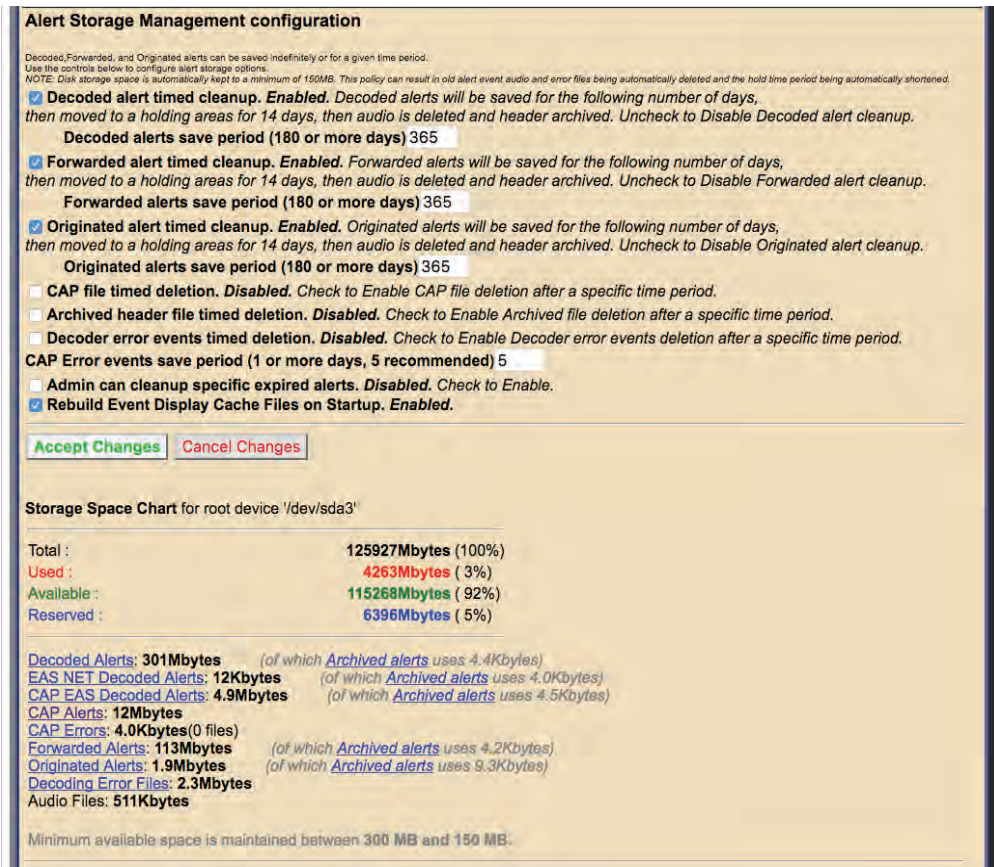 Alert Storage Management configuration
Decoded,Forwarded, and Originated alerts can be saved indefinitely or for a given time period.
Use the controls below to configure alert storage options.
NOTE: Disk storage space is automatically kept to a minimum of 150MB. This policy can result in old alert event audio and error files being automatically deleted and the hold time period being automatically shortened.
Decoded alert timed cleanup. Enabled. Decoded alerts will be saved for the following number of days,
then moved to a holding areas for 14 days, then audio is deleted and header archived. Uncheck to Disable Decoded alert cleanup.
Decoded alerts save period (180 or more days) 365
Forwarded alert timed cleanup. Enabled. Forwarded alerts will be saved for the following number of days,
then moved to a holding areas for 14 days, then audio is deleted and header archived. Uncheck to Disable Forwarded alert cleanup.
Forwarded alerts save period (180 or more days) 365
Originated alert timed cleanup. Enabled. Originated alerts will be saved for the following number of days,
then moved to a holding areas for 14 days, then audio is deleted and header archived. Uncheck to Disable Originated alert cleanup.
Originated alerts save period (180 or more days) 365
CAP file timed deletion. Disabled. Check to Enable CAP file deletion after a specific time period.
Archived header file timed deletion. Disabled. Check to Enable Archived file deletion after a specific time period.
Decoder error events timed deletion. Disabled. Check to Enable Decoder error events deletion after a specific time period.
CAP Error events save period (1 or more days, 5 recommended) 5
Admin can cleanup specific expired alerts. Disabled. Check to Enable.
Rebuild Event Display Cache Files on Startup. Enabled.
Accept Changes Cancel Changes
Storage Space Chart for root device '/dev/sda3'
Total : 125927Mbytes (100%)
Used : 4263Mbytes ( 3%)
Available : 115268Mbytes ( 92%)
Reserved : 6396Mbytes ( 5%)
Decoded Alerts: 301Mbytes (of which Archived alerts uses 4.4Kbytes)
EAS NET Decoded Alerts: 12Kbytes (of which Archived alerts uses 4.0Kbytes)
CAP EAS Decoded Alerts: 4.9Mbytes (of which Archived alerts uses 4.5Kbytes)
CAP Alerts: 12Mbytes
CAP Errors: 4.0Kbytes(0 files)
Forwarded Alerts: 113Mbytes (of which Archived alerts uses 4.2Kbytes)
Originated Alerts: 1.9Mbytes (of which Archived alerts uses 9.3Kbytes)
Decoding Error Files: 2.3Mbytes
Audio Files: 511Kbytes
Minimum available space is maintained between 300 MB and 150 MB.